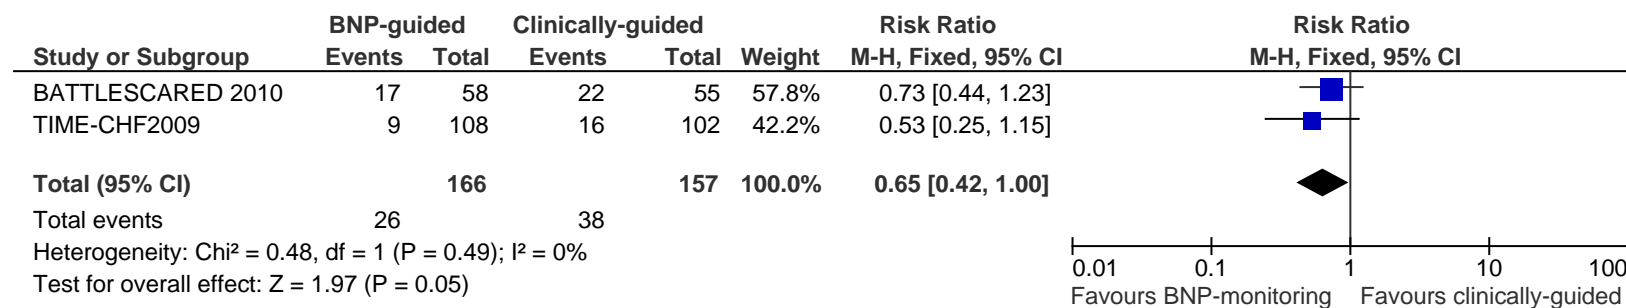 BNP-guided Clinically-guided Risk Ratio Risk Ratio
Study or Subgroup Events Total Events Total Weight M-H, Fixed, 95% CI M-H, Fixed, 95% CI
BATTLESCARED 2010 17 58 22 55 57.8% 0.73 [0.44, 1.23]
TIME-CHF2009 9 108 16 102 42.2% 0.53 [0.25, 1.15]
Total (95% CI) 166 157 100.0% 0.65 [0.42, 1.00]
Total events 26 38
Heterogeneity: Chi² = 0.48, df = 1 (P = 0.49); I² = 0%
Test for overall effect: Z = 1.97 (P = 0.05)
0.01 0.1 1 10 100
Favours BNP-monitoring Favours clinically-guided